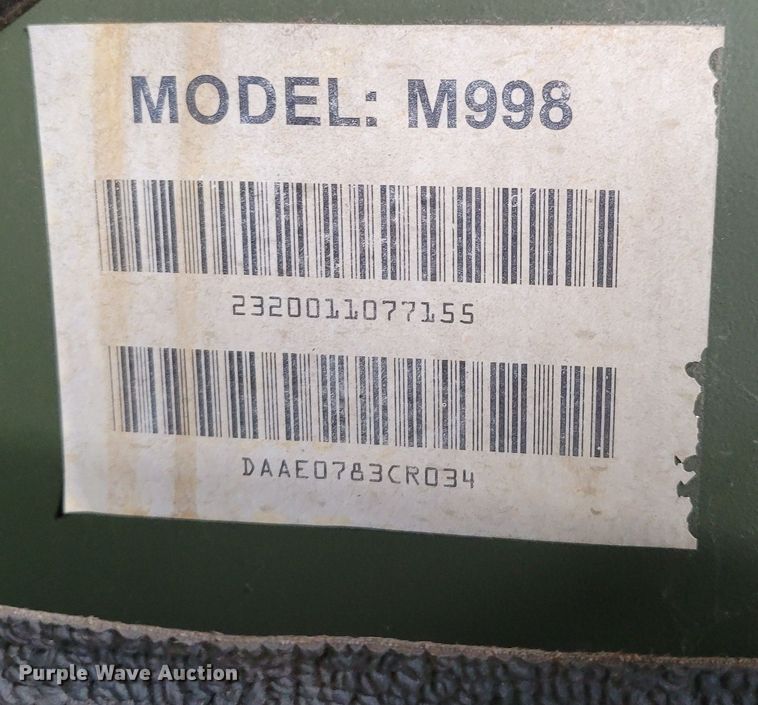 MODEL: M998
2320011077155
DAAE0783CR034
Purple Wave Auction